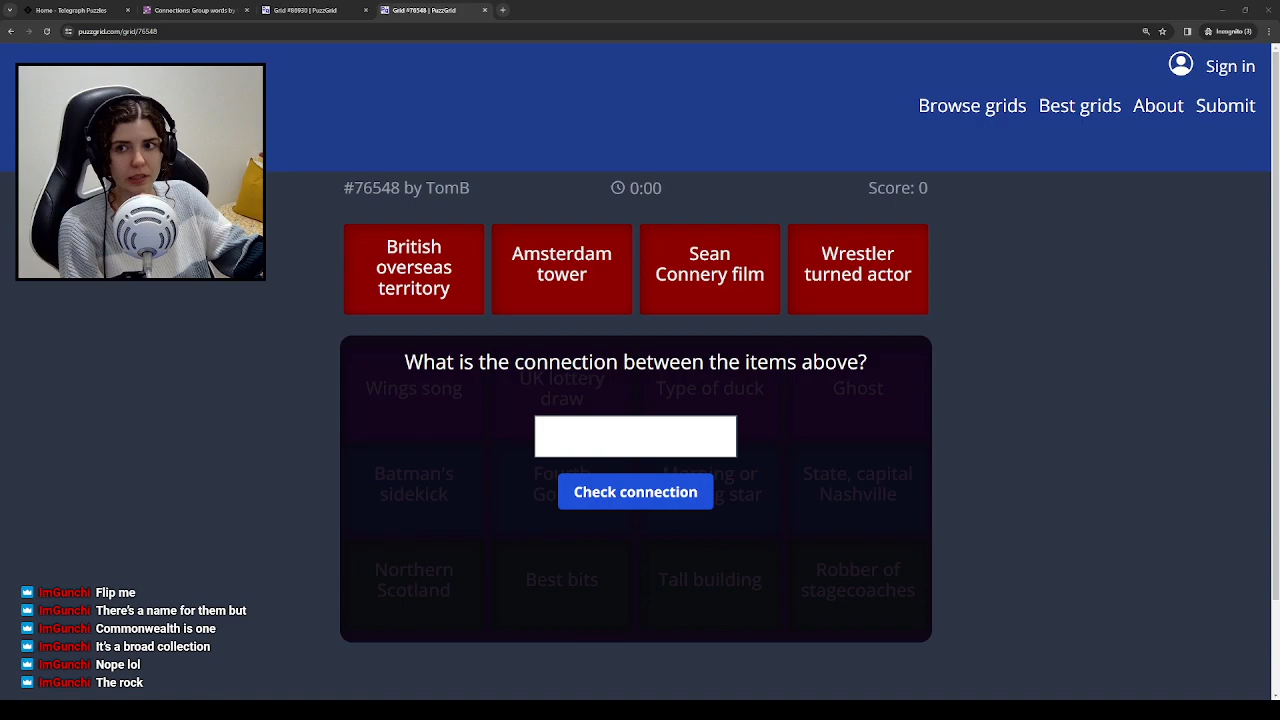 Home - Telegraph Puzzles
Connections: Group words by
Grid #86930 | PuzzGrid
Grid #76548 | PuzzGrid
puzzgrid.com/grid/76548
Incognito (3)
Sign in
Browse grids Best grids About Submit
#76548 by TomB
0:00
Score: 0
British
overseas
territory
Amsterdam
tower
Sean
Connery film
Wrestler
turned actor
What is the connection between the items above?
Wings song
UK lottery
draw
Type of duck
Ghost
Batman's
sidekick
Check connection
State, capital
Nashville
Northern
Scotland
Best bits
Tall building
Robber of
stagecoaches
ImGunchi Flip me
ImGunchi There's a name for them but
ImGunchi Commonwealth is one
ImGunchi It's a broad collection
ImGunchi Nope lol
ImGunchi The rock